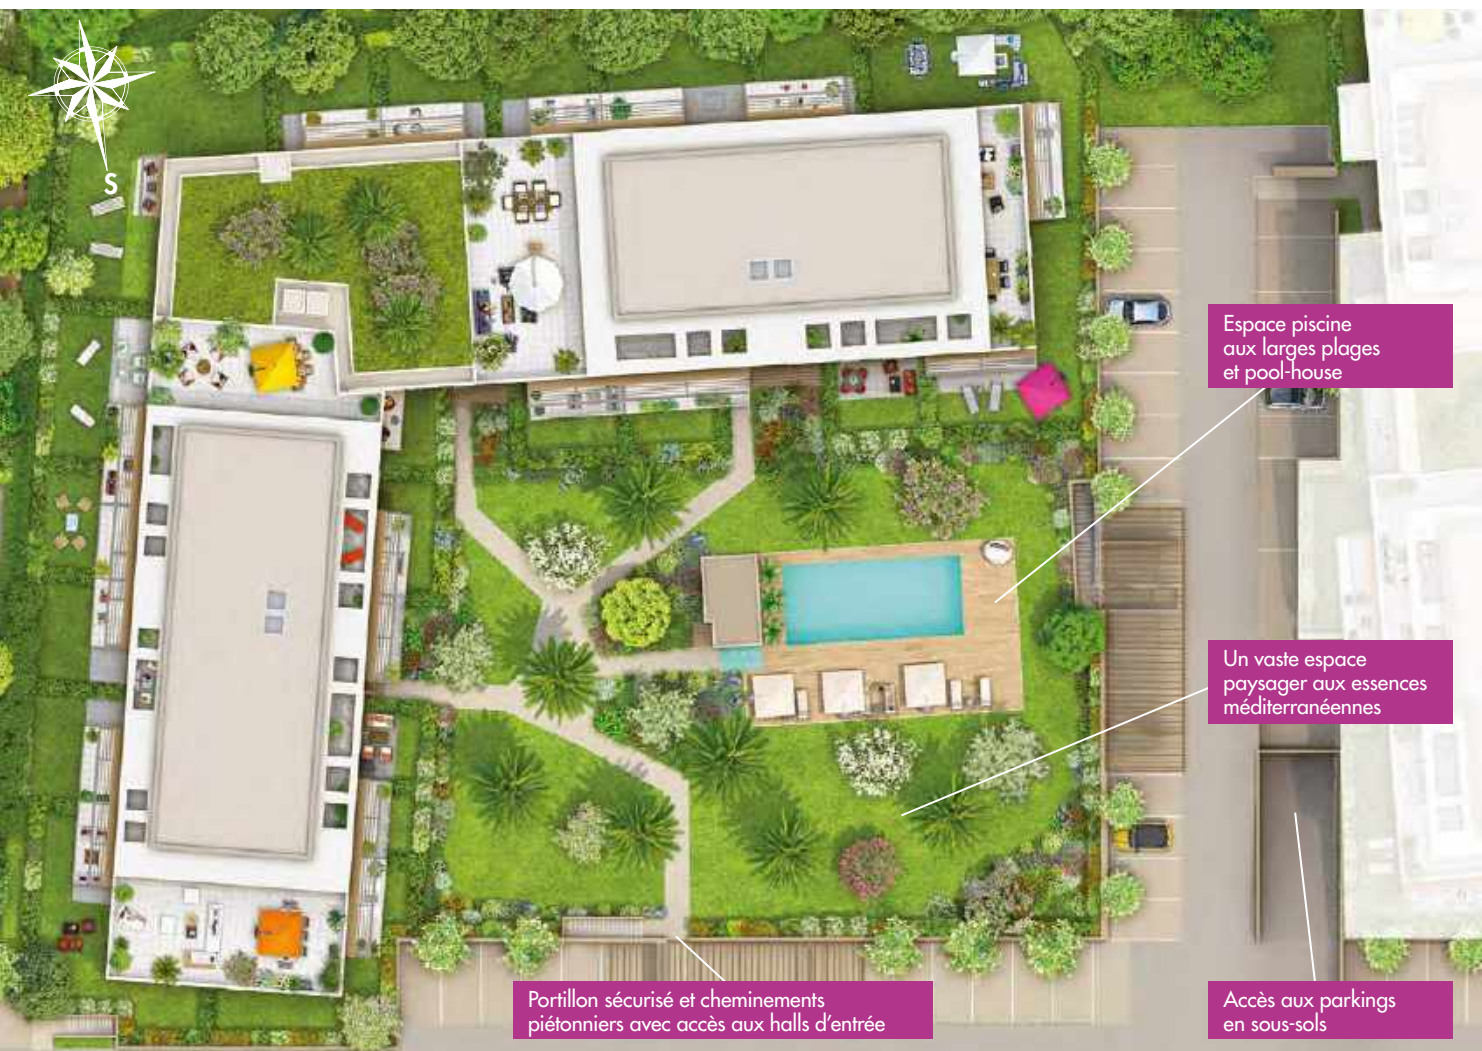 S
Espace piscine
aux larges plages
et pool-house
Un vaste espace
paysager aux essences
méditerranéennes
Portillon sécurisé et cheminements
piétonniers avec accès aux halls d'entrée
Accès aux parkings
en sous-sols